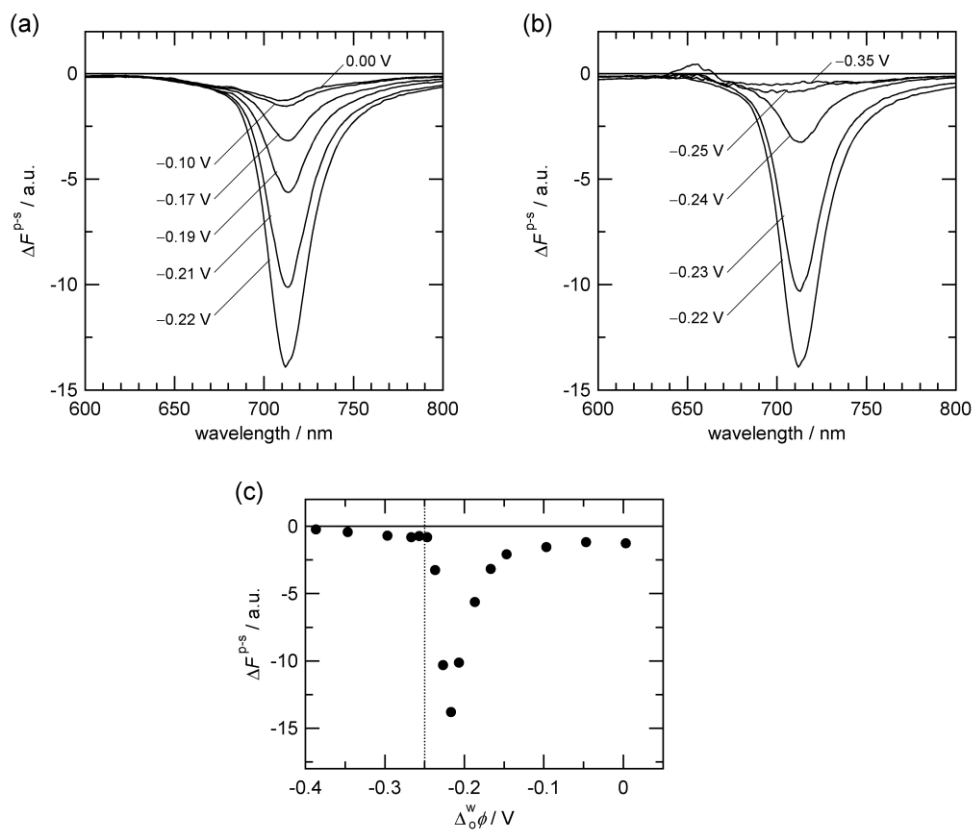 (a)
0.00 V
−0.10 V
−0.17 V
−0.19 V
−0.21 V
−0.22 V
0
-5
-10
-15
ΔF^p-s / a.u.
600 650 700 750 800
wavelength / nm
(b)
−0.35 V
−0.25 V
−0.24 V
−0.23 V
−0.22 V
0
-5
-10
-15
ΔF^p-s / a.u.
600 650 700 750 800
wavelength / nm
(c)
0
-5
-10
-15
ΔF^p-s / a.u.
-0.4 -0.3 -0.2 -0.1 0
Δ_o^w ϕ / V